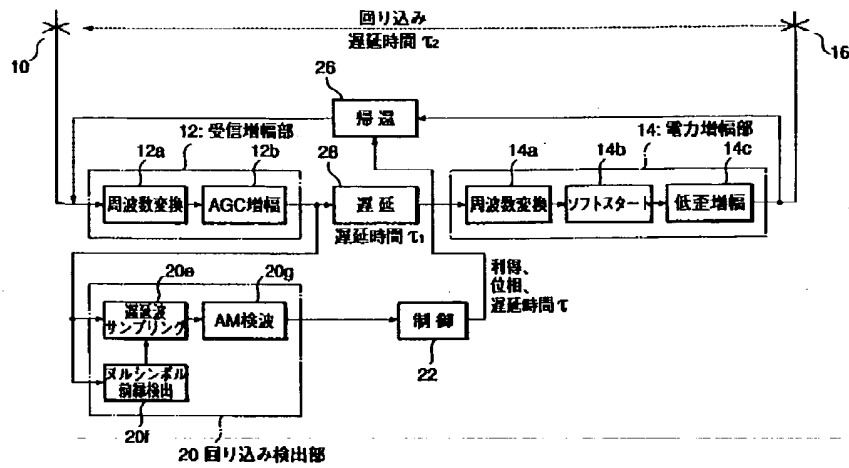 回り込み
遅延時間 τ2
10
16
26
帰還
12: 受信増幅部
12a
12b
周波数変換
AGC増幅
28
遅延
遅延時間 τ1
14: 電力増幅部
14a
14b
14c
周波数変換
ソフトスタート
低歪増幅
利得、
位相、
遅延時間 τ
20e
20g
遅延波
サンプリング
AM検波
制御
22
ヌルシンボル
前縁検出
20f
20 回り込み検出部